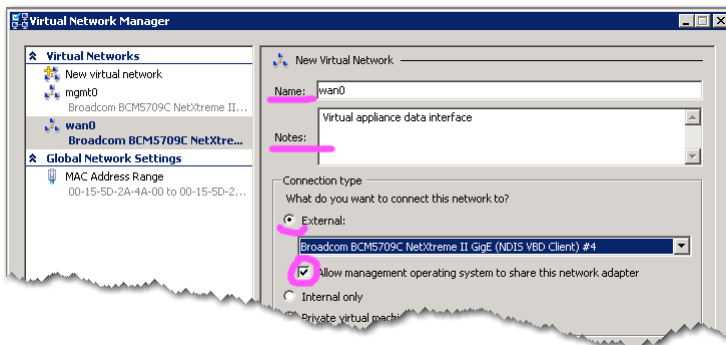 Virtual Network Manager
Virtual Networks
New virtual network
mgmt0
Broadcom BCM5709C NetXtreme II...
wan0
Broadcom BCM5709C NetXtre...
Global Network Settings
MAC Address Range
00-15-5D-2A-4A-00 to 00-15-5D-2...
New Virtual Network
Name: wan0
Notes: Virtual appliance data interface
Connection type
What do you want to connect this network to?
External:
Broadcom BCM5709C NetXtreme II GigE (NDIS VBD Client) #4
Allow management operating system to share this network adapter
Internal only
Private virtual